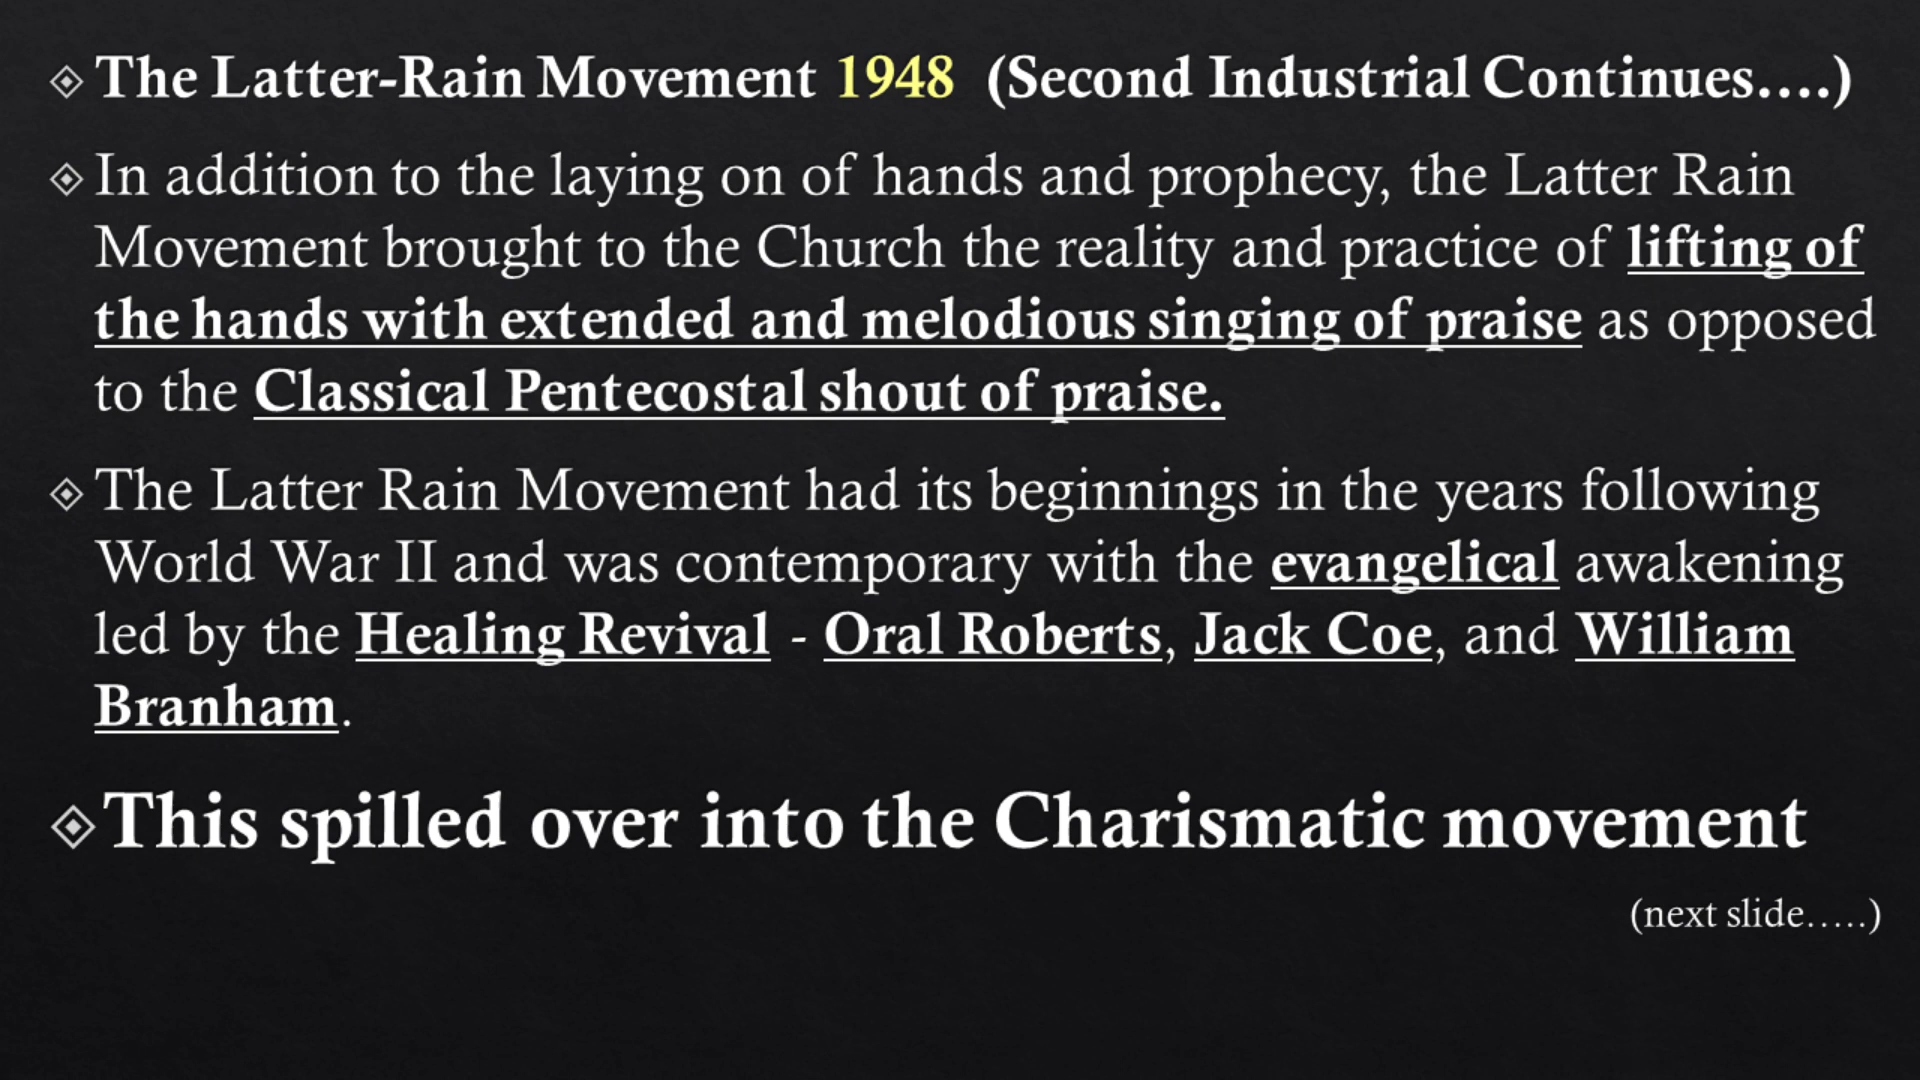 The Latter-Rain Movement 1948 (Second Industrial Continues....)
In addition to the laying on of hands and prophecy, the Latter Rain
Movement brought to the Church the reality and practice of lifting of
the hands with extended and melodious singing of praise as opposed
to the Classical Pentecostal shout of praise.
The Latter Rain Movement had its beginnings in the years following
World War II and was contemporary with the evangelical awakening
led by the Healing Revival - Oral Roberts, Jack Coe, and William
Branham.
This spilled over into the Charismatic movement
(next slide.....)